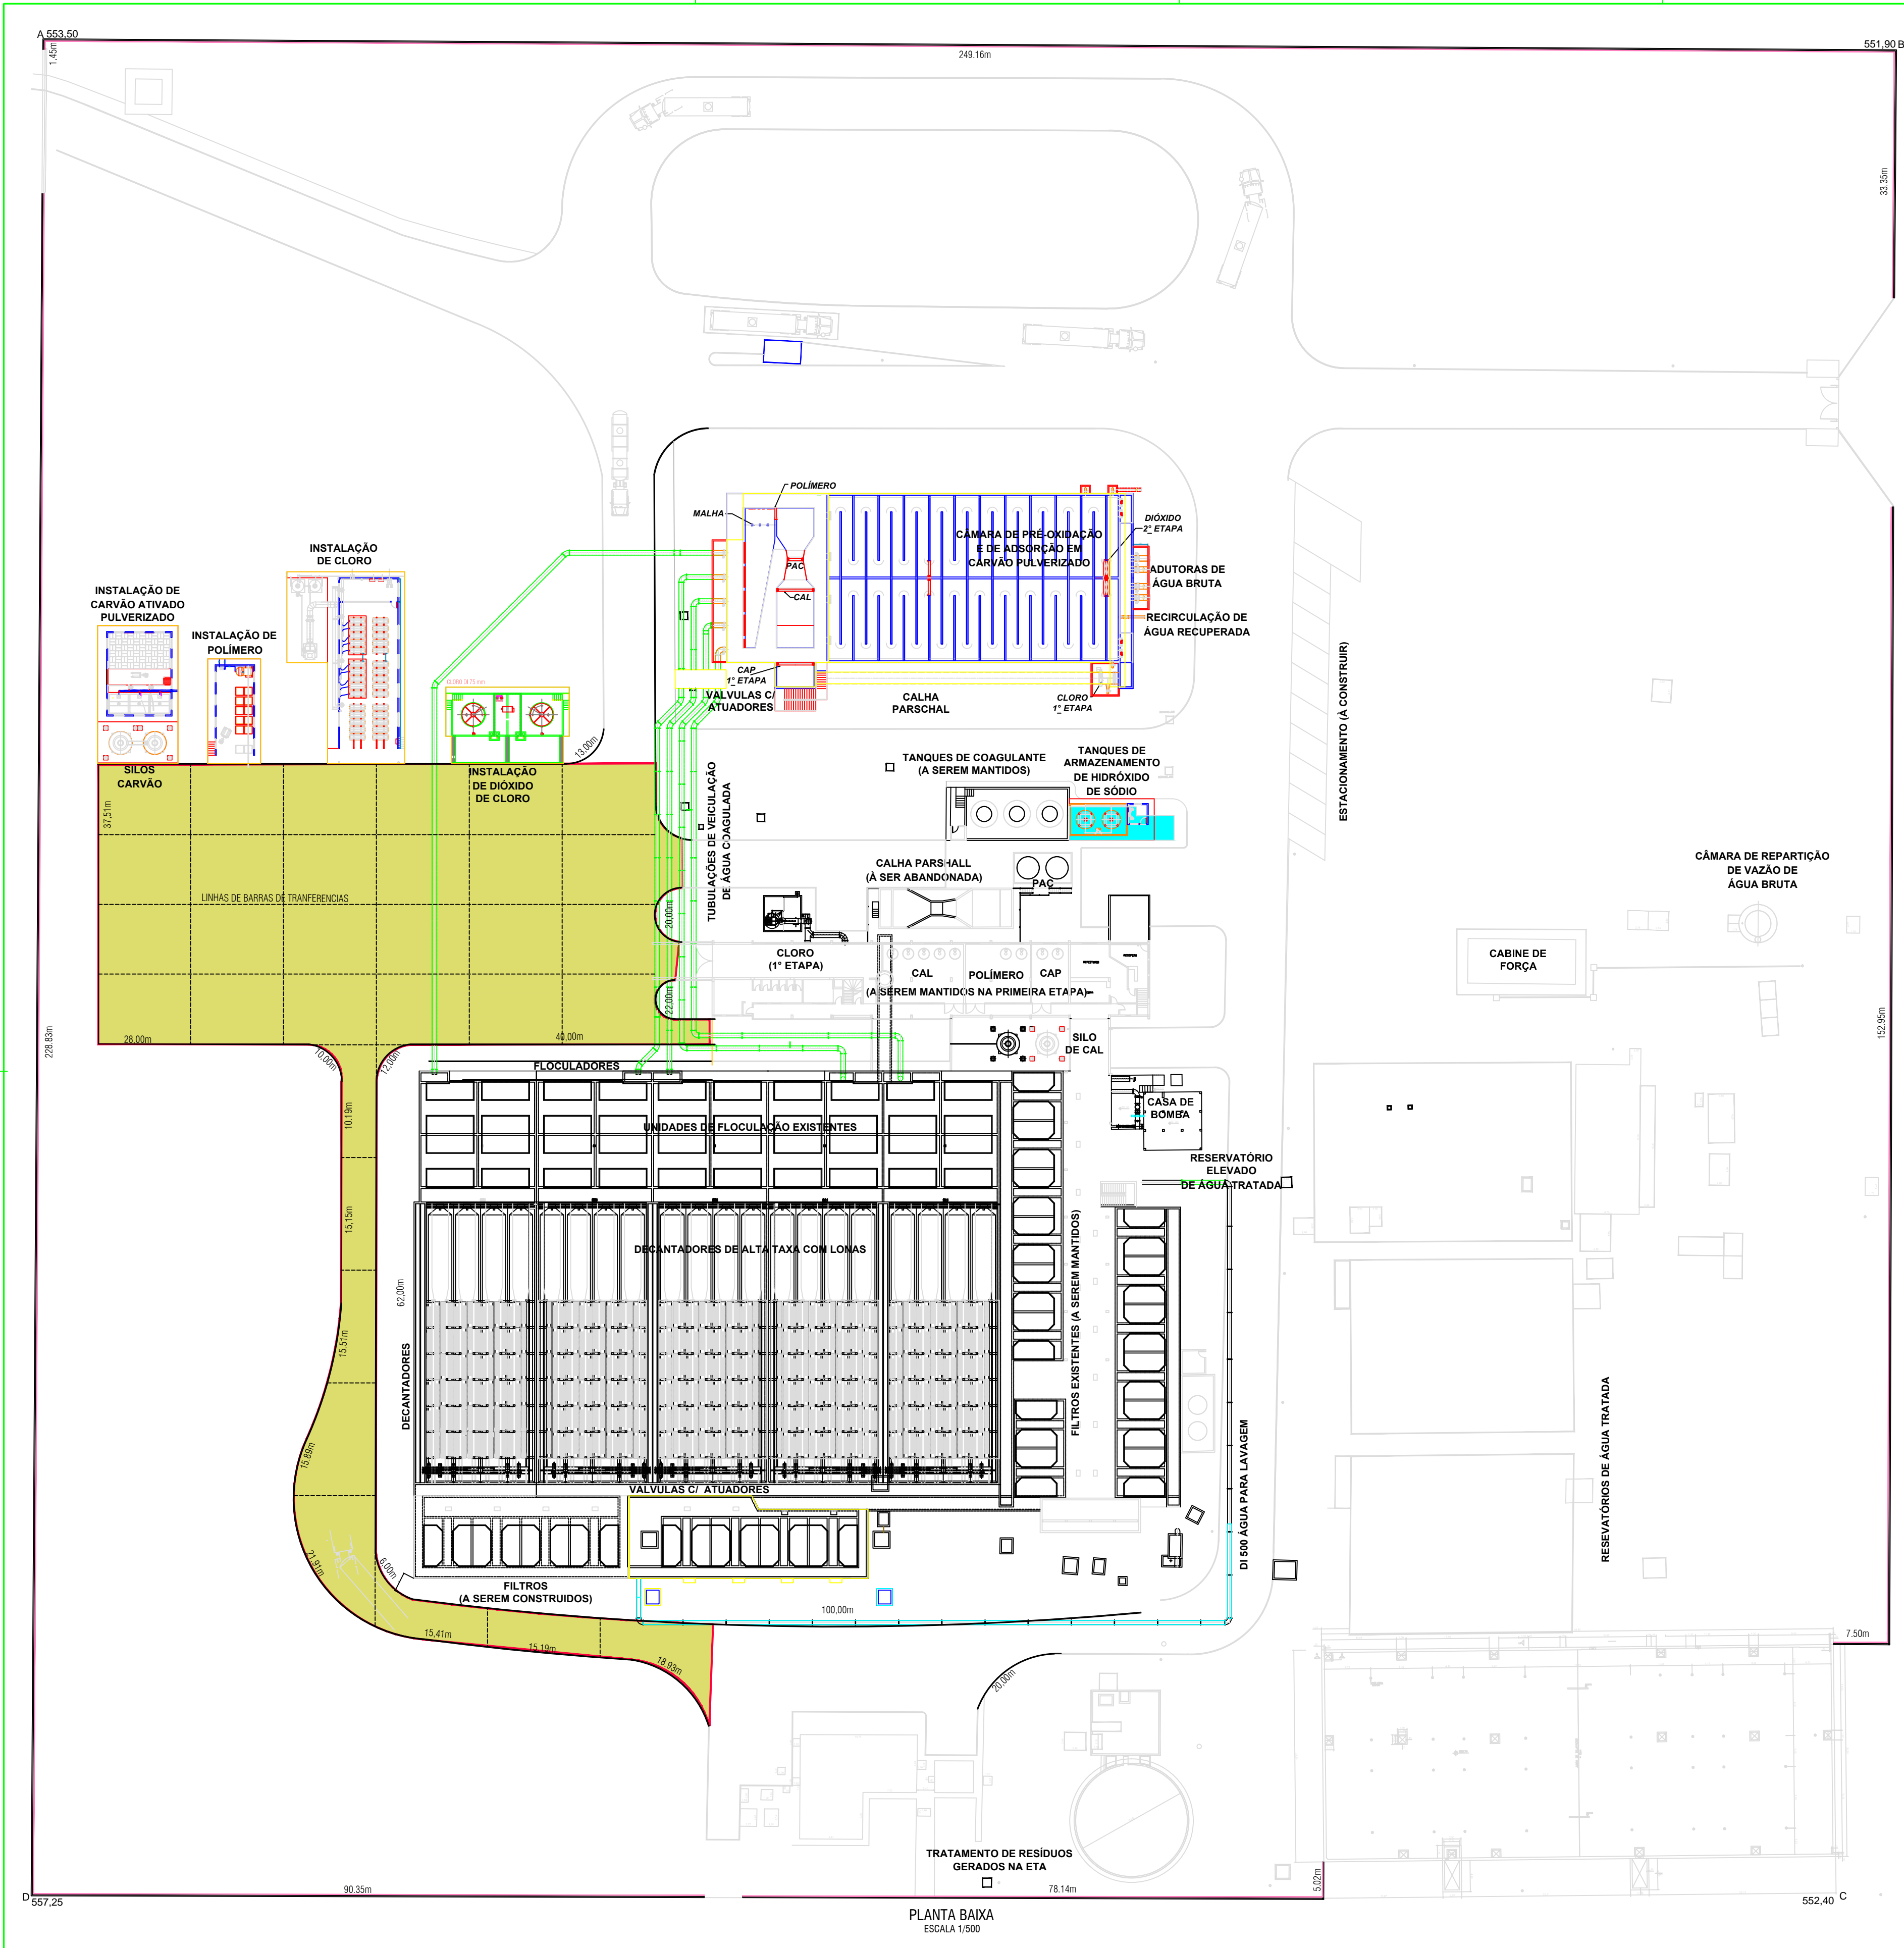 A 553,50
551,90 B
1.45m
249.16m
33.35m
POLÍMERO
MALHA
DIÓXIDO
2° ETAPA
CÂMARA DE PRÉ-OXIDAÇÃO
E DE ADSORÇÃO EM
CARVÃO PULVERIZADO
PAC
CAL
ADUTORAS DE
ÁGUA BRUTA
RECIRCULAÇÃO DE
ÁGUA RECUPERADA
INSTALAÇÃO
DE CLORO
INSTALAÇÃO DE
CARVÃO ATIVADO
PULVERIZADO
INSTALAÇÃO DE
POLÍMERO
CAP
1° ETAPA
VALVULAS C/
ATUADORES
CALHA
PARSCHAL
CLORO
1° ETAPA
CLORO DI 75 mm
ESTACIONAMENTO (À CONSTRUIR)
SILOS
CARVÃO
INSTALAÇÃO
DE DIÓXIDO
DE CLORO
13.00m
37,51m
TUBULAÇÕES DE VEICULAÇÃO
DE ÁGUA COAGULADA
TANQUES DE COAGULANTE
(A SEREM MANTIDOS)
TANQUES DE
ARMAZENAMENTO
DE HIDRÓXIDO
DE SÓDIO
CALHA PARSHALL
(À SER ABANDONADA)
PAC
CÂMARA DE REPARTIÇÃO
DE VAZÃO DE
ÁGUA BRUTA
LINHAS DE BARRAS DE TRANFERENCIAS
20.00m
CLORO
(1° ETAPA)
CAL
POLÍMERO
CAP
(A SEREM MANTIDOS NA PRIMEIRA ETAPA)
CABINE DE
FORÇA
22.00m
228.83m
152.95m
28.00m
40,00m
10.00m
12,00m
SILO
DE CAL
FLOCULADORES
CASA DE
BOMBA
10.19m
UNIDADES DE FLOCULAÇÃO EXISTENTES
RESERVATÓRIO
ELEVADO
DE ÁGUA TRATADA
15,15m
DECANTADORES DE ALTA TAXA COM LONAS
62,00m
FILTROS EXISTENTES (A SEREM MANTIDOS)
15.51m
DECANTADORES
15.89m
RESEVATÓRIOS DE ÁGUA TRATADA
DI 500 ÁGUA PARA LAVAGEM
VALVULAS C/ ATUADORES
21.91m
6.00m
FILTROS
(A SEREM CONSTRUIDOS)
100,00m
15,41m
15.19m
18.93m
20,00m
7.50m
TRATAMENTO DE RESÍDUOS
GERADOS NA ETA
5.02m
90.35m
78.14m
D
557,25
552,40 C
PLANTA BAIXA
ESCALA 1/500